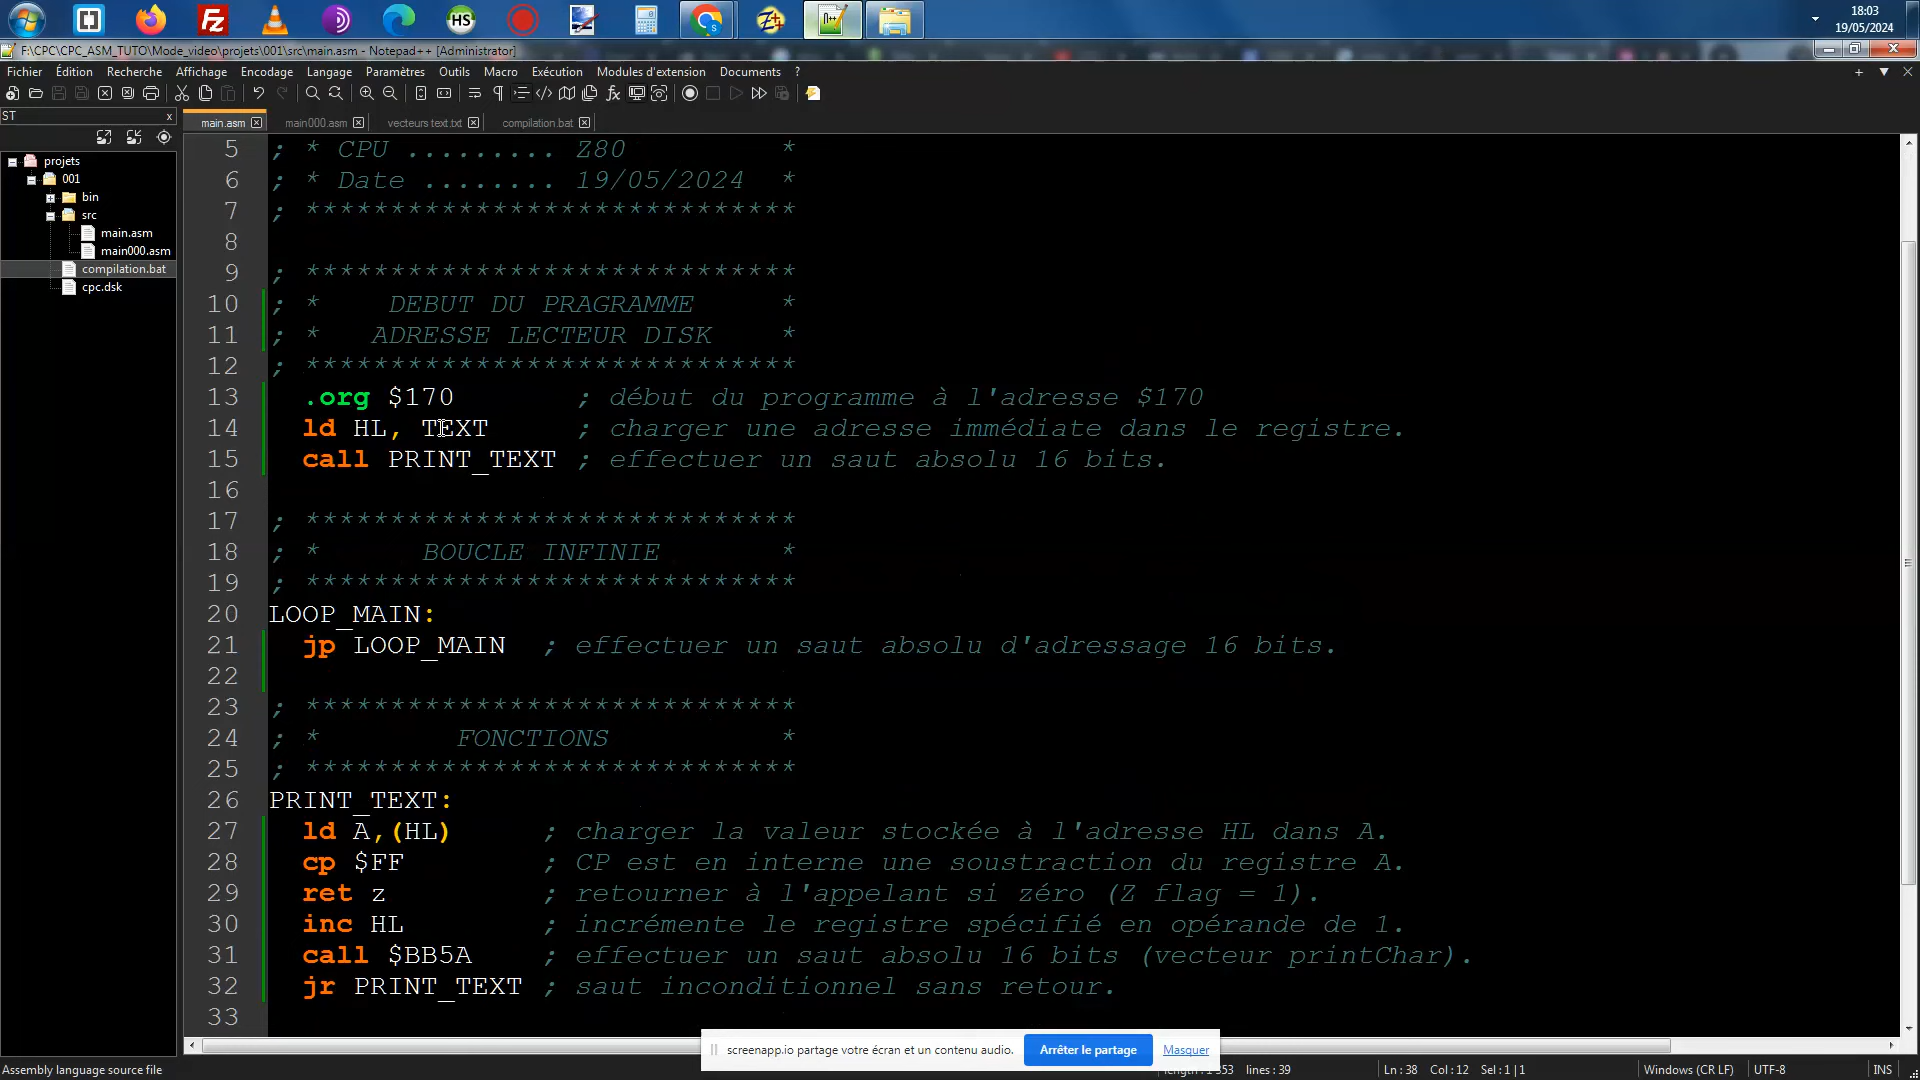 18:03
19/05/2024
F:\CPC\CPC_ASM_TUTO\Mode_video\projets\001\src\main.asm - Notepad++ [Administrator]
Fichier Édition Recherche Affichage Encodage Langage Paramètres Outils Macro Exécution Modules d'extension Documents ?
ST
main.asm main000.asm vecteurs text.txt compilation.bat
projets
001
bin
src
main.asm
main000.asm
compilation.bat
cpc.dsk
5 ; * CPU ......... Z80 *
6 ; * Date ........ 19/05/2024 *
7 ; *****************************
8
9 ; *****************************
10 ; * DEBUT DU PRAGRAMME *
11 ; * ADRESSE LECTEUR DISK *
12 ; *****************************
13 .org $170 ; début du programme à l'adresse $170
14 ld HL, TEXT ; charger une adresse immédiate dans le registre.
15 call PRINT_TEXT ; effectuer un saut absolu 16 bits.
16
17 ; *****************************
18 ; * BOUCLE INFINIE *
19 ; *****************************
20 LOOP_MAIN:
21 jp LOOP_MAIN ; effectuer un saut absolu d'adressage 16 bits.
22
23 ; *****************************
24 ; * FONCTIONS *
25 ; *****************************
26 PRINT_TEXT:
27 ld A,(HL) ; charger la valeur stockée à l'adresse HL dans A.
28 cp $FF ; CP est en interne une soustraction du registre A.
29 ret z ; retourner à l'appelant si zéro (Z flag = 1).
30 inc HL ; incrémente le registre spécifié en opérande de 1.
31 call $BB5A ; effectuer un saut absolu 16 bits (vecteur printChar).
32 jr PRINT_TEXT ; saut inconditionnel sans retour.
33
screenapp.io partage votre écran et un contenu audio. Arrêter le partage Masquer
Assembly language source file lines : 39 Ln : 38 Col : 12 Sel : 1 | 1 Windows (CR LF) UTF-8 INS